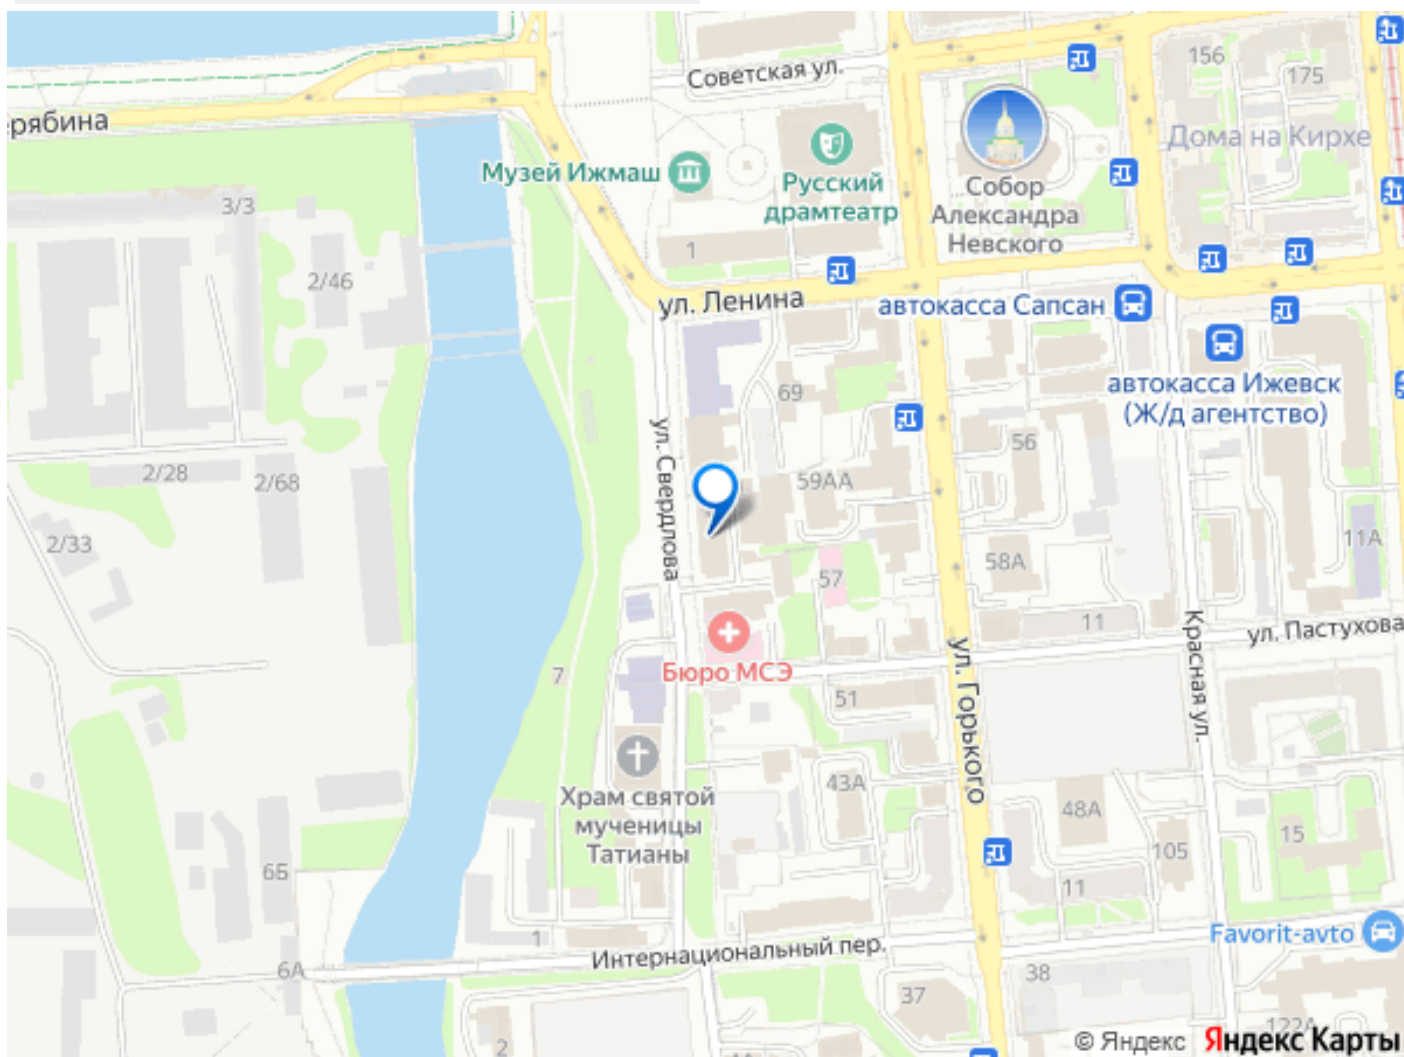 Советская ул.
156
175
рябина
Дома на Кирхе
Музей Ижмаш
Русский
драмтеатр
Собор
Александра
Невского
3/3
1
2/46
ул. Ленина
автокасса Сапсан
автокасса Ижевск
(Ж/д агентство)
69
ул. Свердлова
56
2/28
2/68
59АА
2/33
11А
58А
57
11
ул. Пастухова
Красная ул.
Бюро МСЭ
7
51
ул. Горького
43А
48А
Храм святой
мученицы
Татианы
15
105
65
11
Favorit-avto
1
Интернациональный пер.
6А
38
37
2
122А
© Яндекс Яндекс Карты